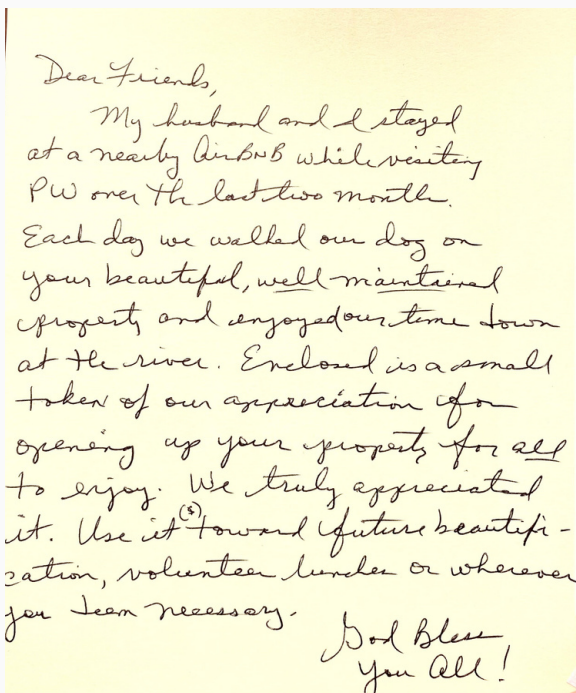 Dear Friends,
My husband and I stayed
at a nearby AirBNB while visiting
PW over the last two months.
Each day we walked our dog on
your beautiful, well-maintained
property and enjoyed our time down
at the river. Enclosed is a small
token of our appreciation for
opening up your property for all
to enjoy. We truly appreciated
it. Use it ($) toward future beautifi-
cation, volunteer lunches or wherever
you deem necessary.
God Bless
You All!